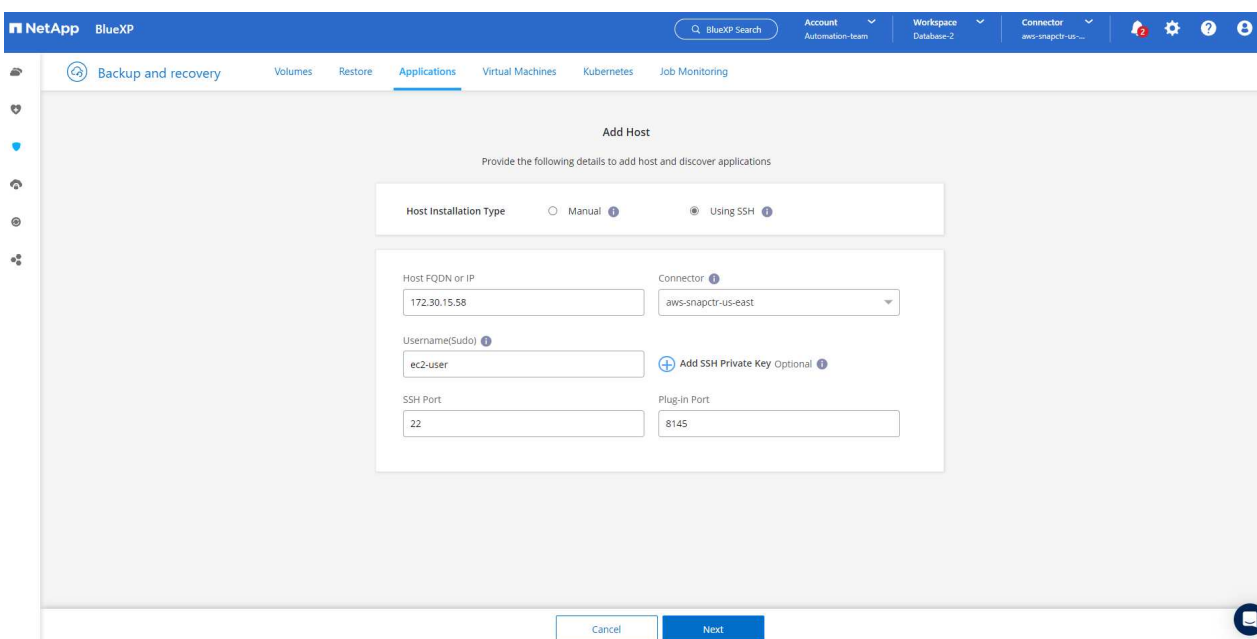 NetApp BlueXP BlueXP Search Account Workspace Connector
Automation-team Database-2 aws-snapctr-us-... 2
Backup and recovery Volumes Restore Applications Virtual Machines Kubernetes Job Monitoring
Add Host
Provide the following details to add host and discover applications
Host Installation Type Manual Using SSH
Host FQDN or IP Connector
172.30.15.58 aws-snapctr-us-east
Username(Sudo)
ec2-user Add SSH Private Key Optional
SSH Port Plug-in Port
22 8145
Cancel Next